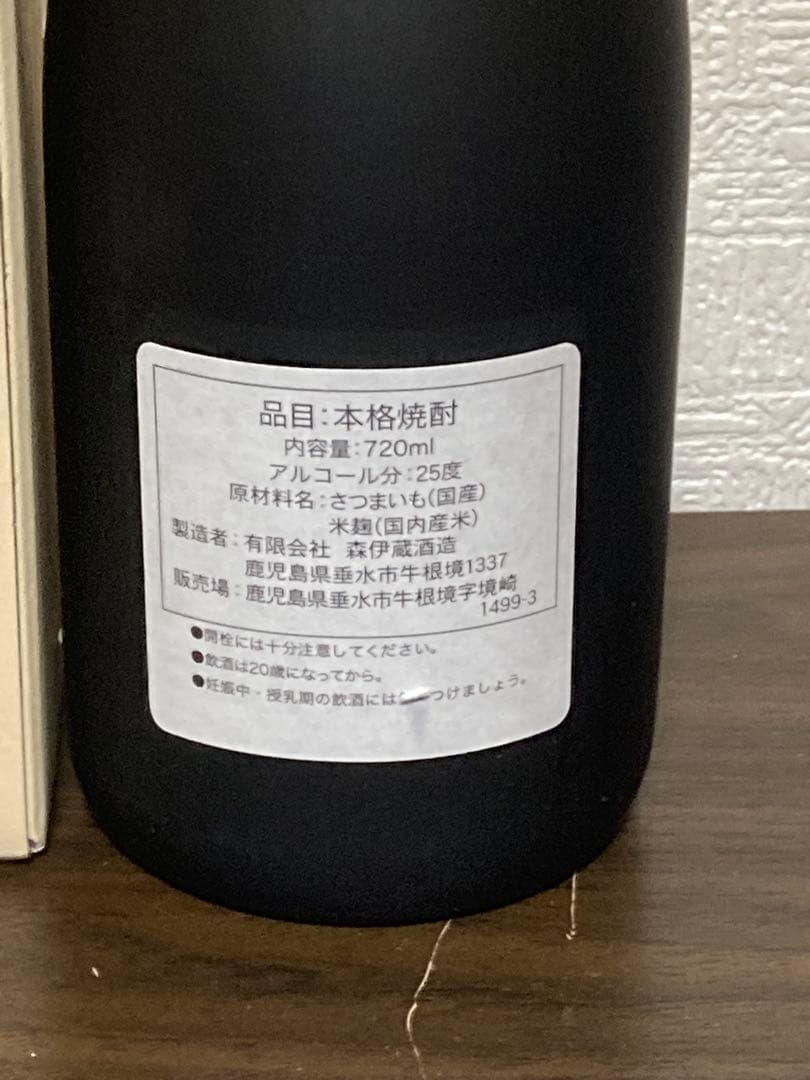 品目：本格焼酎
内容量：720ml
アルコール分：25度
原材料名：さつまいも(国産)
米麹(国内産米)
製造者：有限会社 森伊蔵酒造
鹿児島県垂水市牛根境1337
販売場：鹿児島県垂水市牛根境字境崎
1499-3
●開栓には十分注意してください。
●飲酒は20歳になってから。
●妊娠中・授乳期の飲酒には つけましょう。